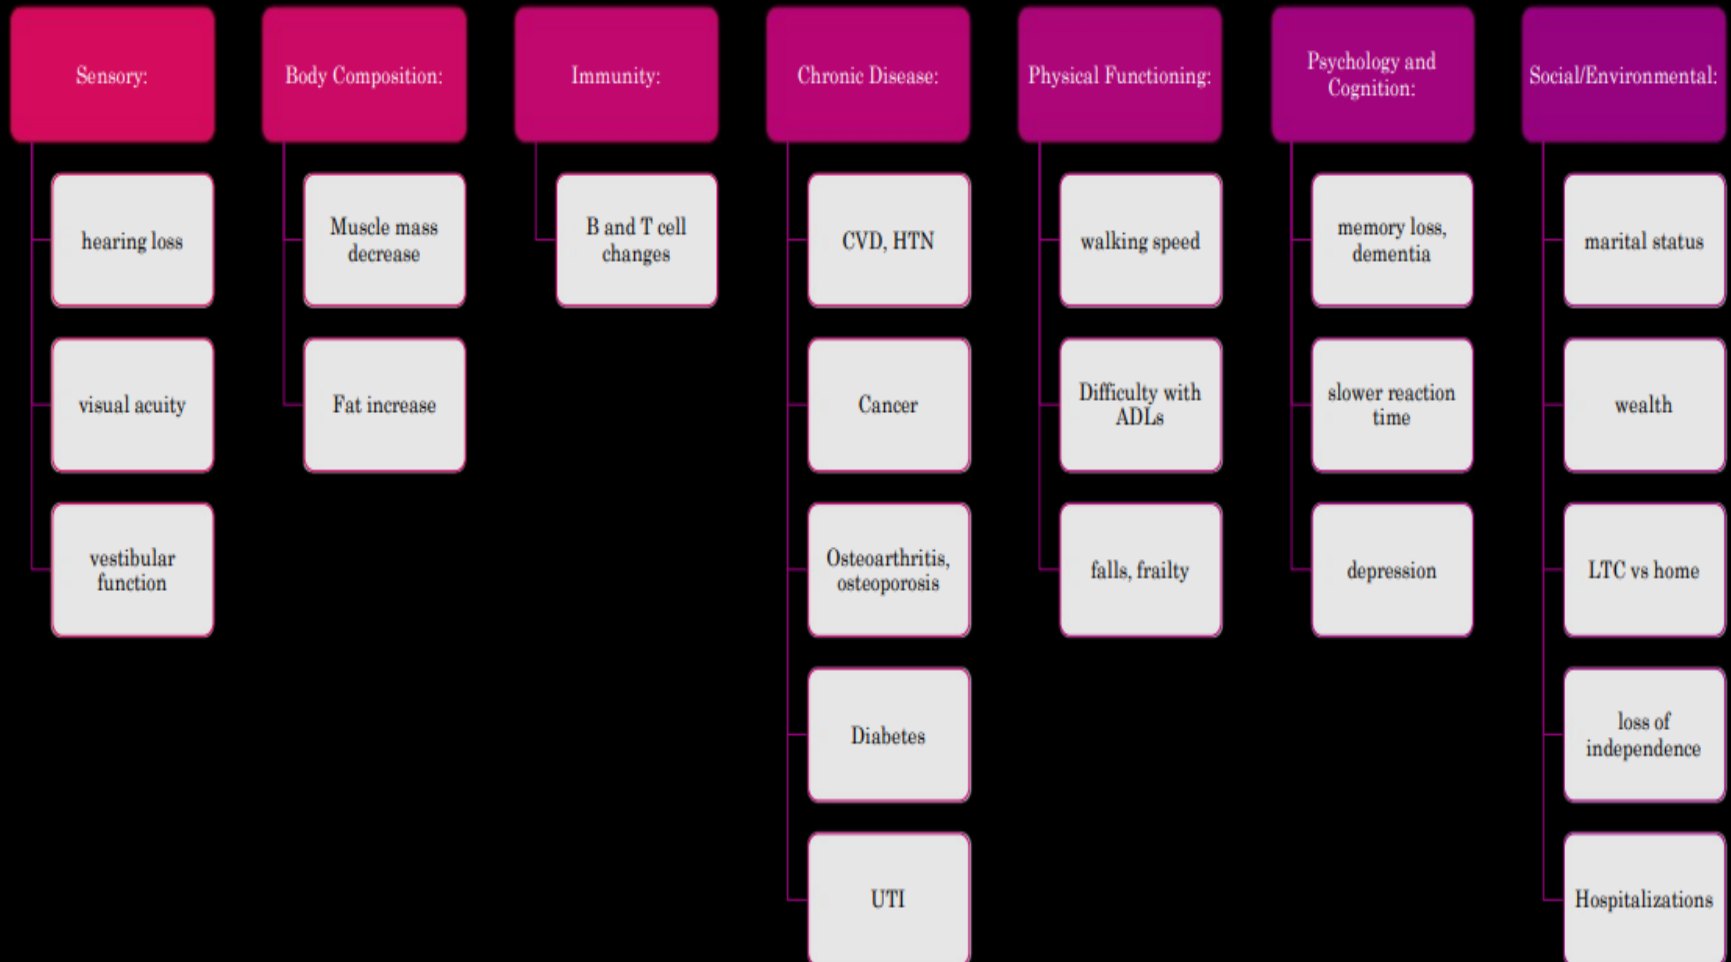 Sensory:
hearing loss
visual acuity
vestibular
function
Body Composition:
Muscle mass
decrease
Fat increase
Immunity:
B and T cell
changes
Chronic Disease:
CVD, HTN
Cancer
Osteoarthritis,
osteoporosis
Diabetes
UTI
Physical Functioning:
walking speed
Difficulty with
ADLs
falls, frailty
Psychology and
Cognition:
memory loss,
dementia
slower reaction
time
depression
Social/Environmental:
marital status
wealth
LTC vs home
loss of
independence
Hospitalizations